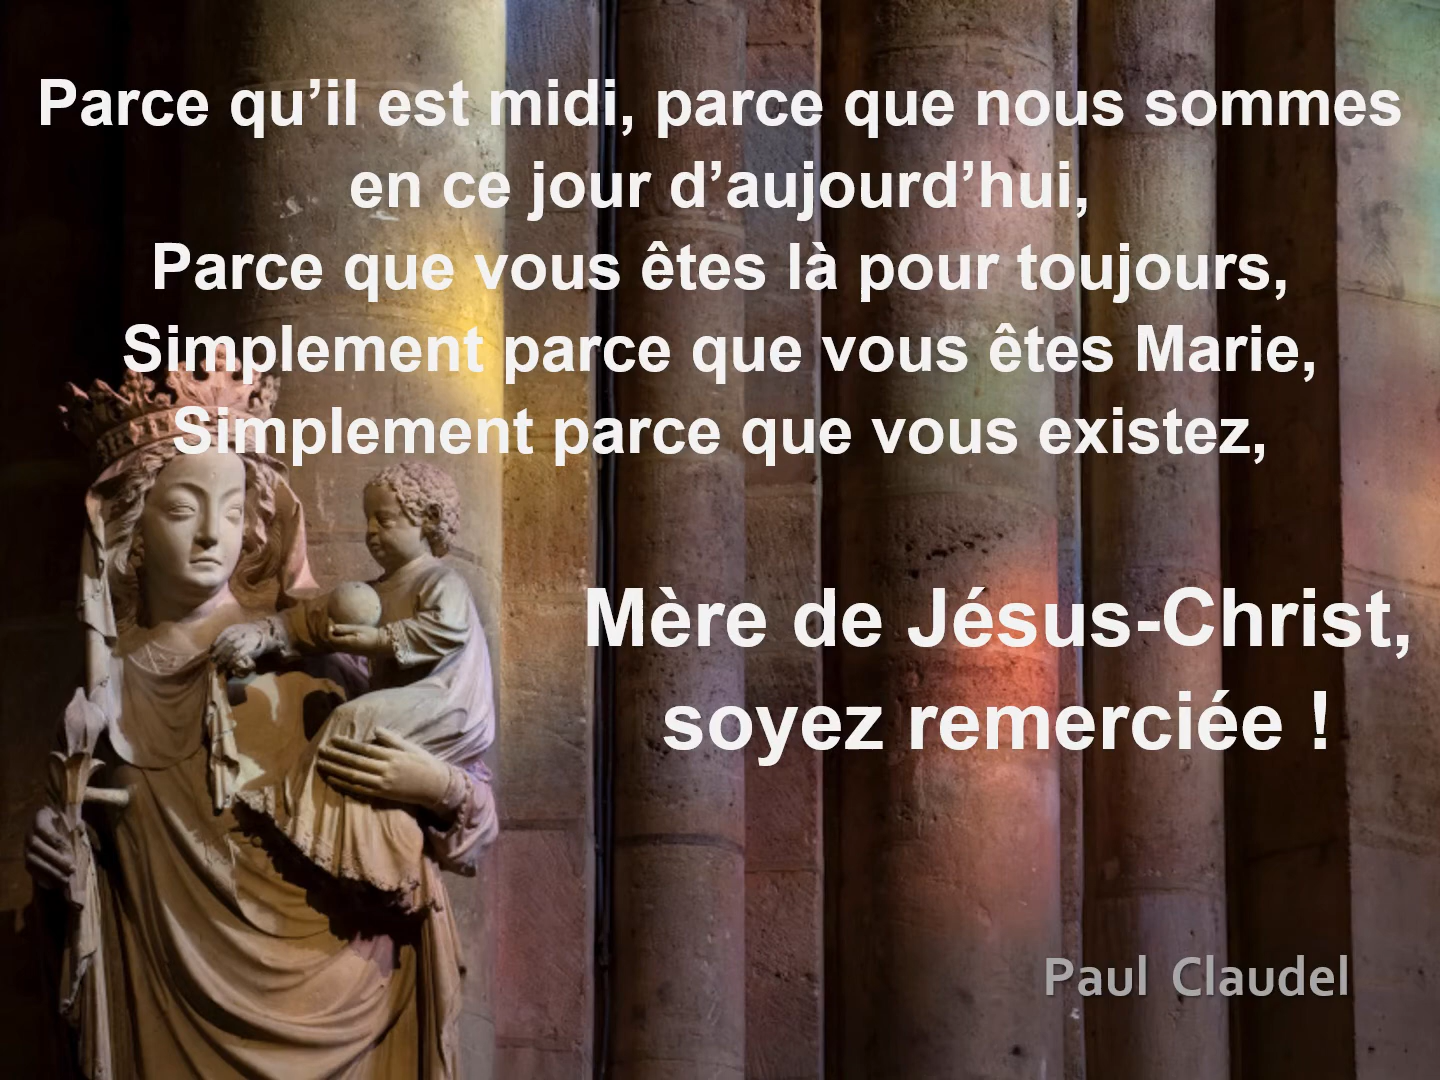 Parce qu’il est midi, parce que nous sommes
en ce jour d’aujourd’hui,
Parce que vous êtes là pour toujours,
Simplement parce que vous êtes Marie,
Simplement parce que vous existez,
Mère de Jésus-Christ,
soyez remerciée !
Paul Claudel